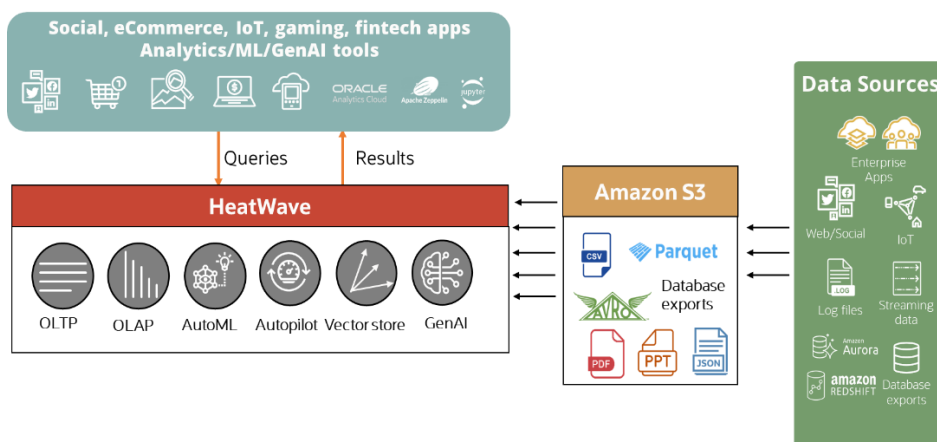 Social, eCommerce, IoT, gaming, fintech apps
Analytics/ML/GenAI tools
ORACLE
Analytics Cloud
Apache Zeppelin
jupyter
Queries
Results
HeatWave
OLTP
OLAP
AutoML
Autopilot
Vector store
GenAI
Amazon S3
CSV
Parquet
AVRO
Database
exports
PDF
PPT
JSON
Data Sources
Enterprise
Apps
Web/Social
IoT
.LOG
Log files
Streaming
data
Amazon
Aurora
amazon
REDSHIFT
Database
exports